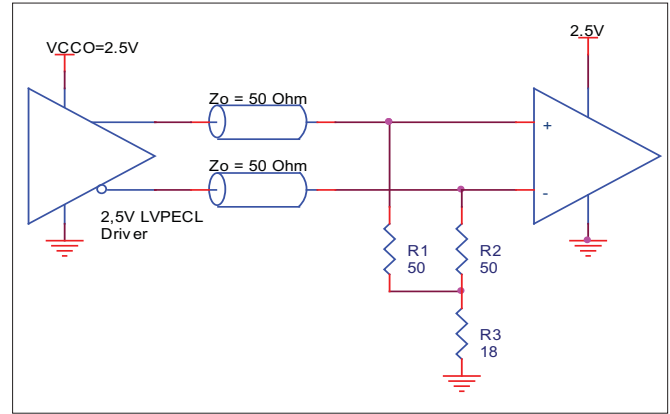 VCCO=2.5V
2.5V
Zo = 50 Ohm
+
Zo = 50 Ohm
-
2,5V LVPECL
Driver
R1
50
R2
50
R3
18